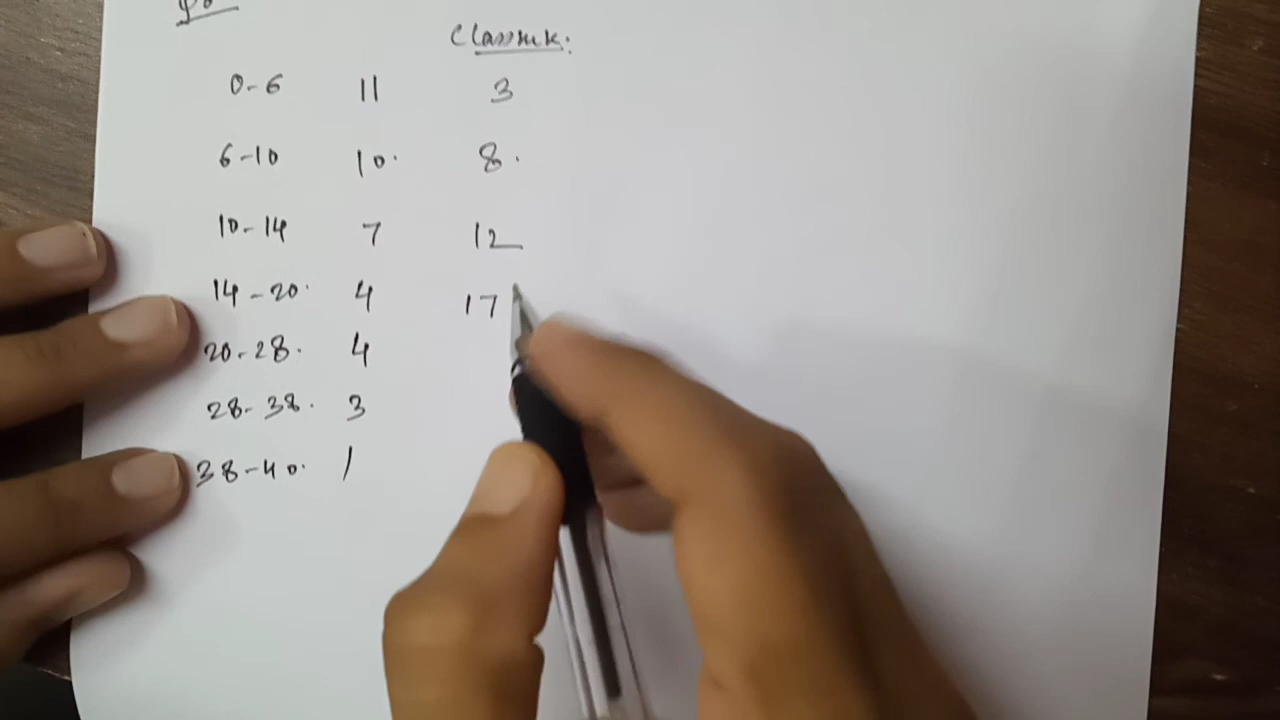 0-6 11 3
6-10 10. 8.
10-14 7 12
14-20. 4 17
20-28. 4
28-38. 3
38-40. 1